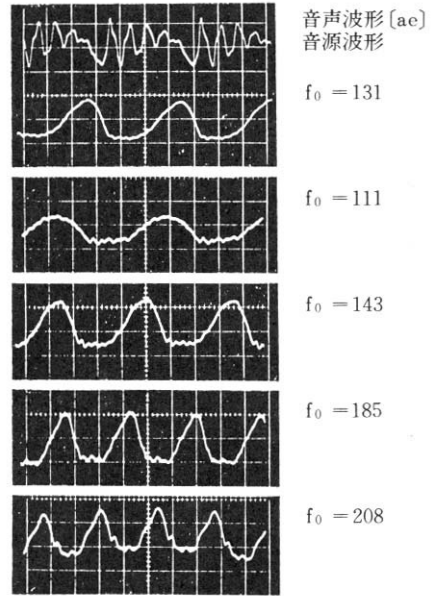 音声波形〔ae〕
音源波形
f₀ = 131
f₀ = 111
f₀ = 143
f₀ = 185
f₀ = 208